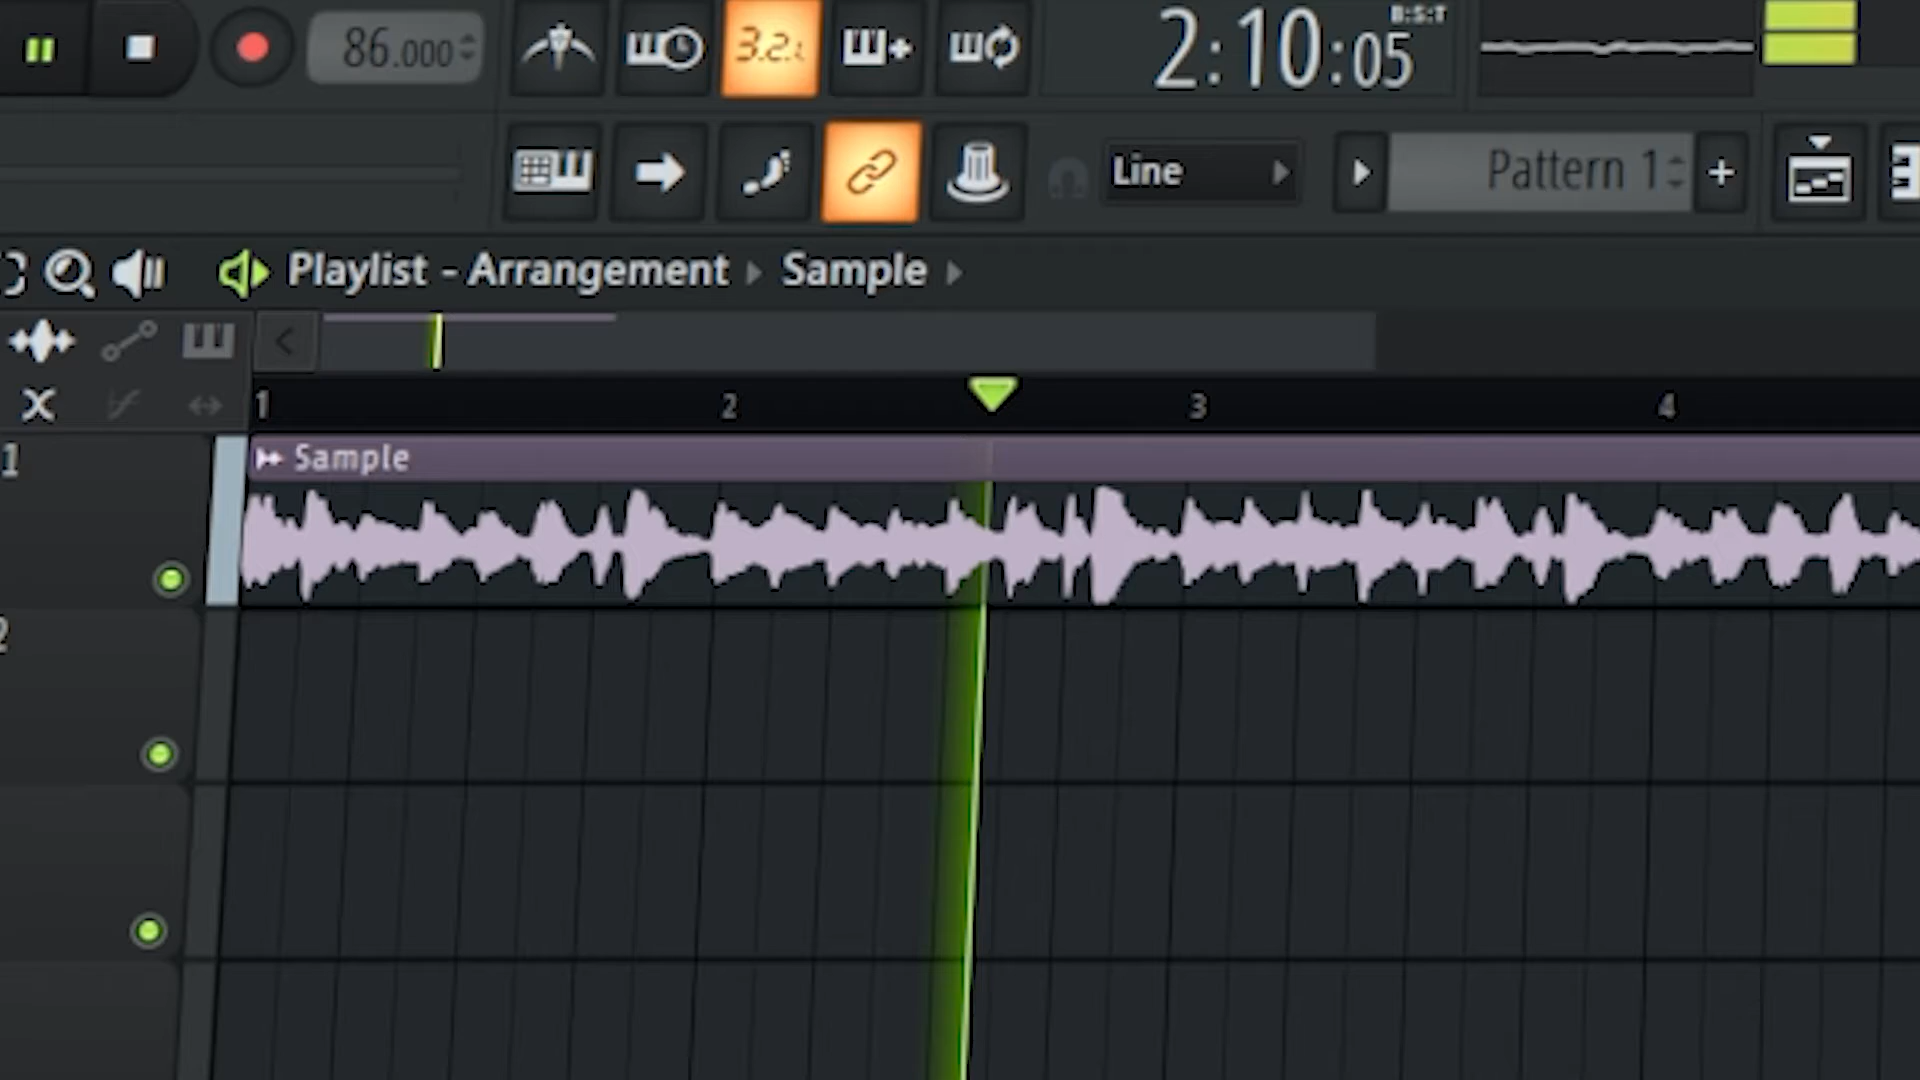 86.000
3.2.1
2:10:05
B:S:T
Line
Pattern 1
Playlist - Arrangement
Sample
1
2
3
4
1
Sample
2